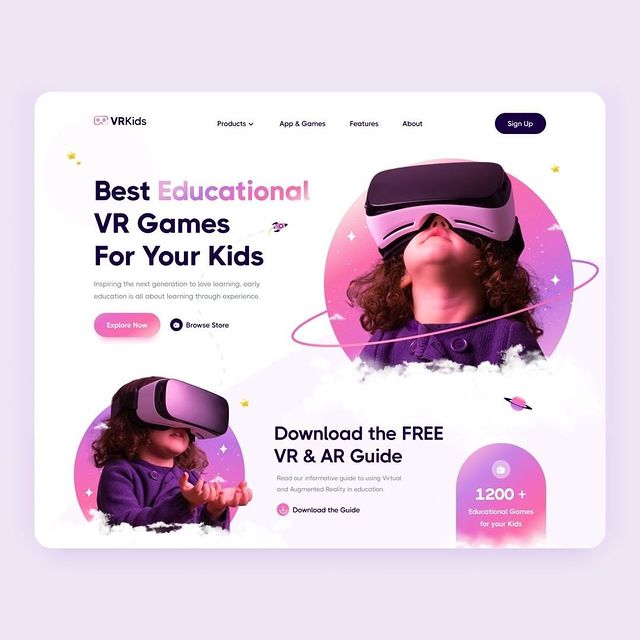 VRKids
Products
App & Games
Features
About
Sign Up
Best Educational
VR Games
For Your Kids
Inspiring the next generation to love learning, early
education is all about learning through experience.
Explore Now
Browse Store
Download the FREE
VR & AR Guide
Read our informative guide to using Virtual
and Augmented Reality in education.
Download the Guide
1200 +
Educational Games
for your Kids